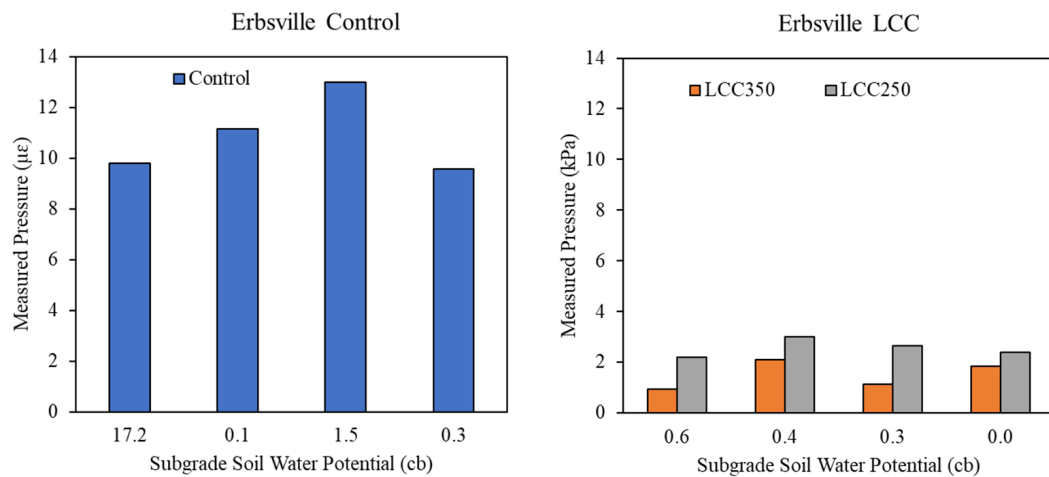 Erbsville Control
Measured Pressure (με)
14
12
10
8
6
4
2
0
Control
17.2 0.1 1.5 0.3
Subgrade Soil Water Potential (cb)
Erbsville LCC
Measured Pressure (kPa)
14
12
10
8
6
4
2
0
LCC350 LCC250
0.6 0.4 0.3 0.0
Subgrade Soil Water Potential (cb)